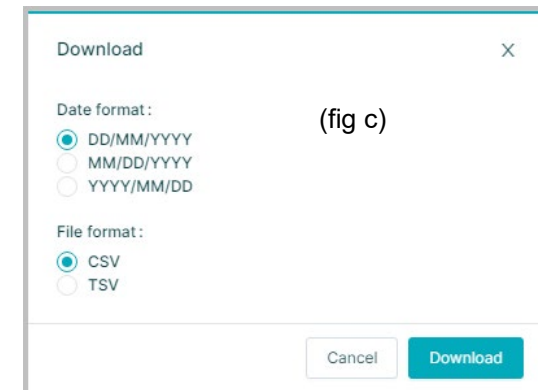 Download
Date format:
(fig c)
DD/MM/YYYY
MM/DD/YYYY
YYYY/MM/DD
File format:
CSV
TSV
Cancel
Download